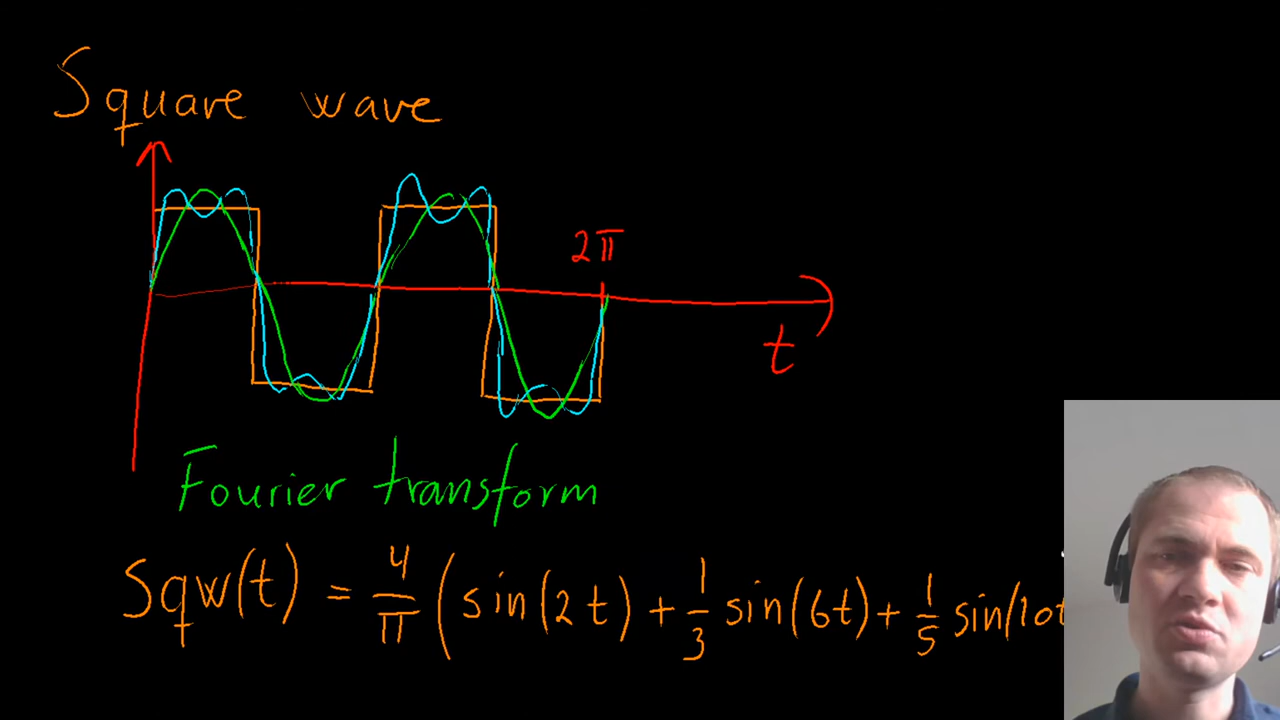 Square wave
2π
t
Fourier transform
Sqw(t) = 4/π (sin(2t) + 1/3 sin(6t) + 1/5 sin(10t